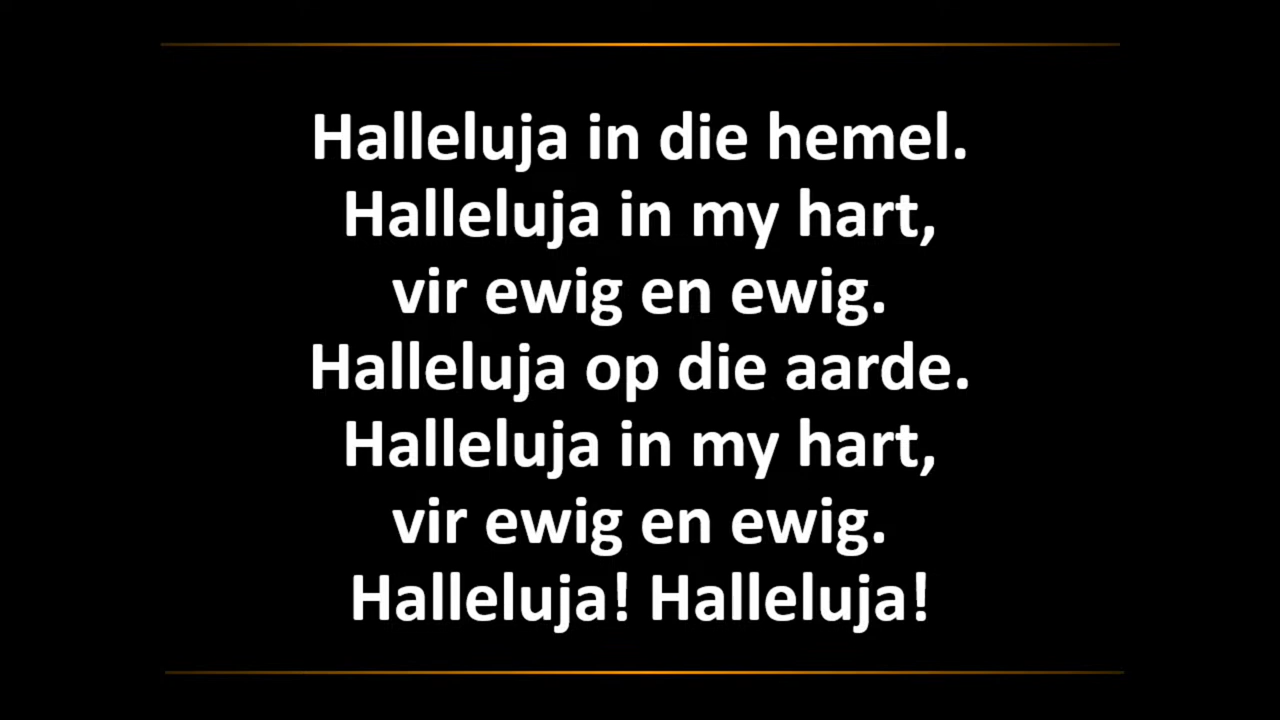 Halleluja in die hemel.
Halleluja in my hart,
vir ewig en ewig.
Halleluja op die aarde.
Halleluja in my hart,
vir ewig en ewig.
Halleluja! Halleluja!